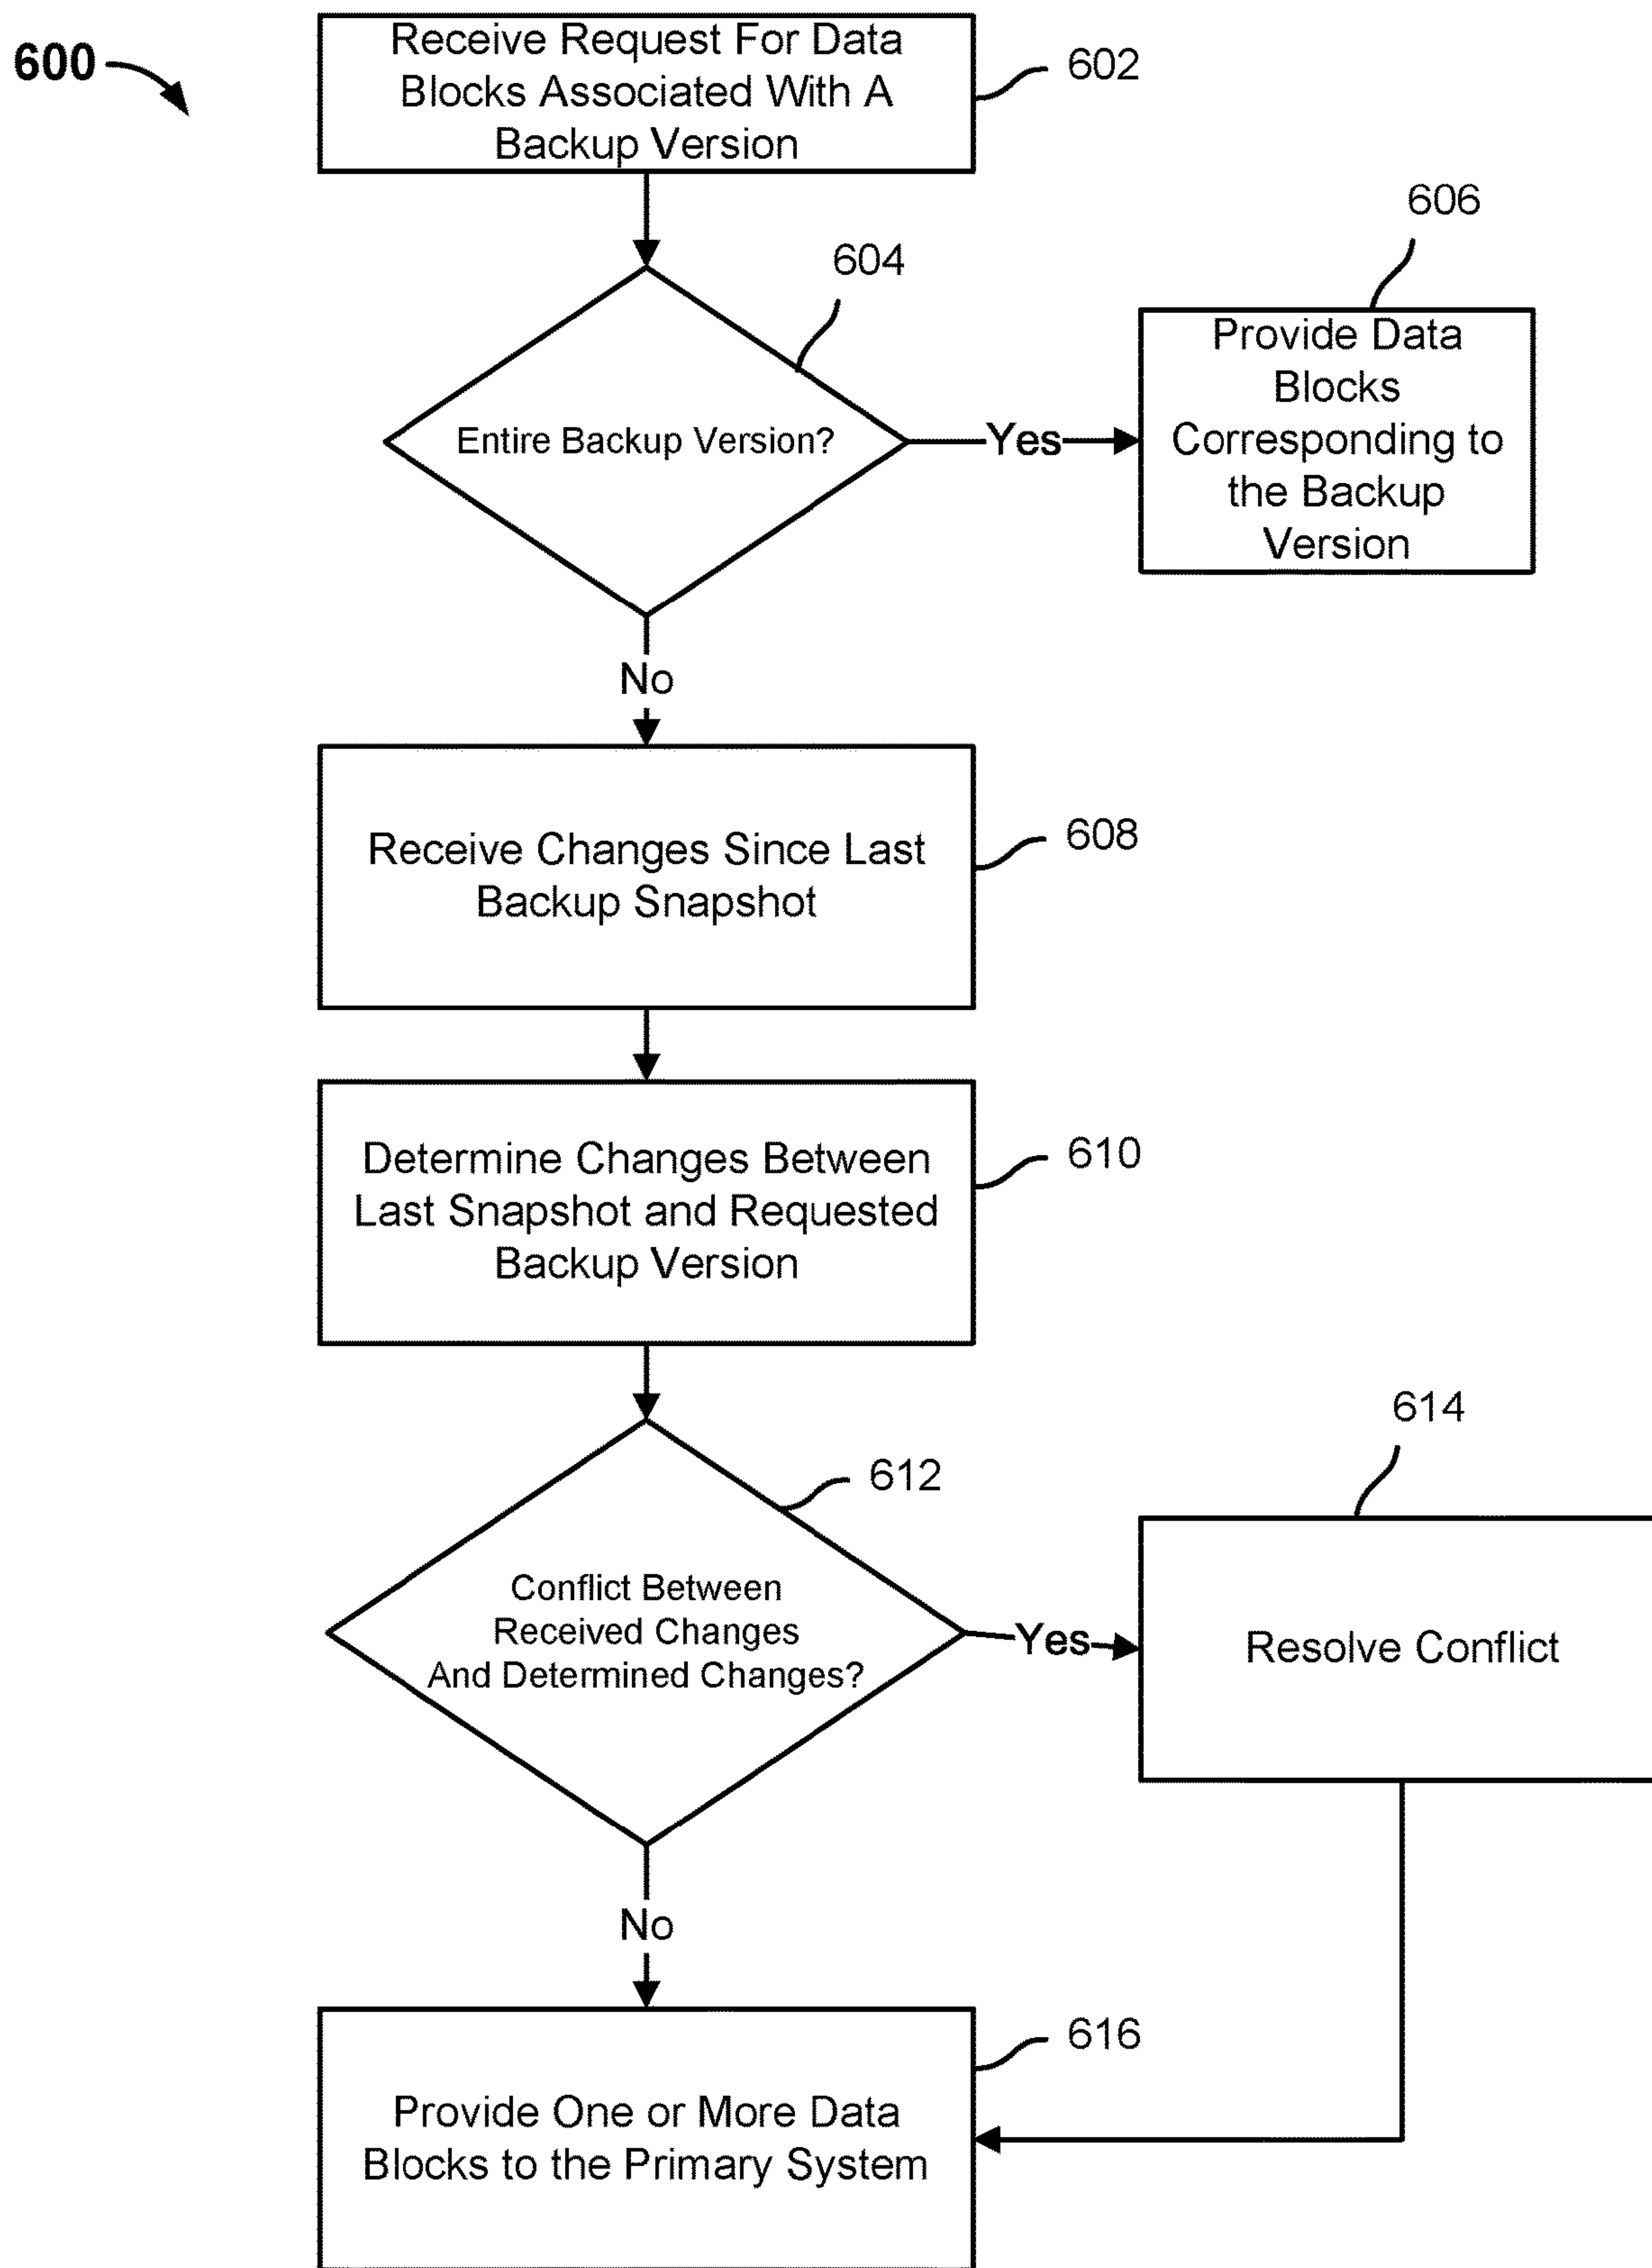 600
Receive Request For Data
Blocks Associated With A
Backup Version
602
604
606
Entire Backup Version?
Yes
Provide Data
Blocks
Corresponding to
the Backup
Version
No
Receive Changes Since Last
Backup Snapshot
608
Determine Changes Between
Last Snapshot and Requested
Backup Version
610
612
614
Conflict Between
Received Changes
And Determined Changes?
Yes
Resolve Conflict
No
616
Provide One or More Data
Blocks to the Primary System